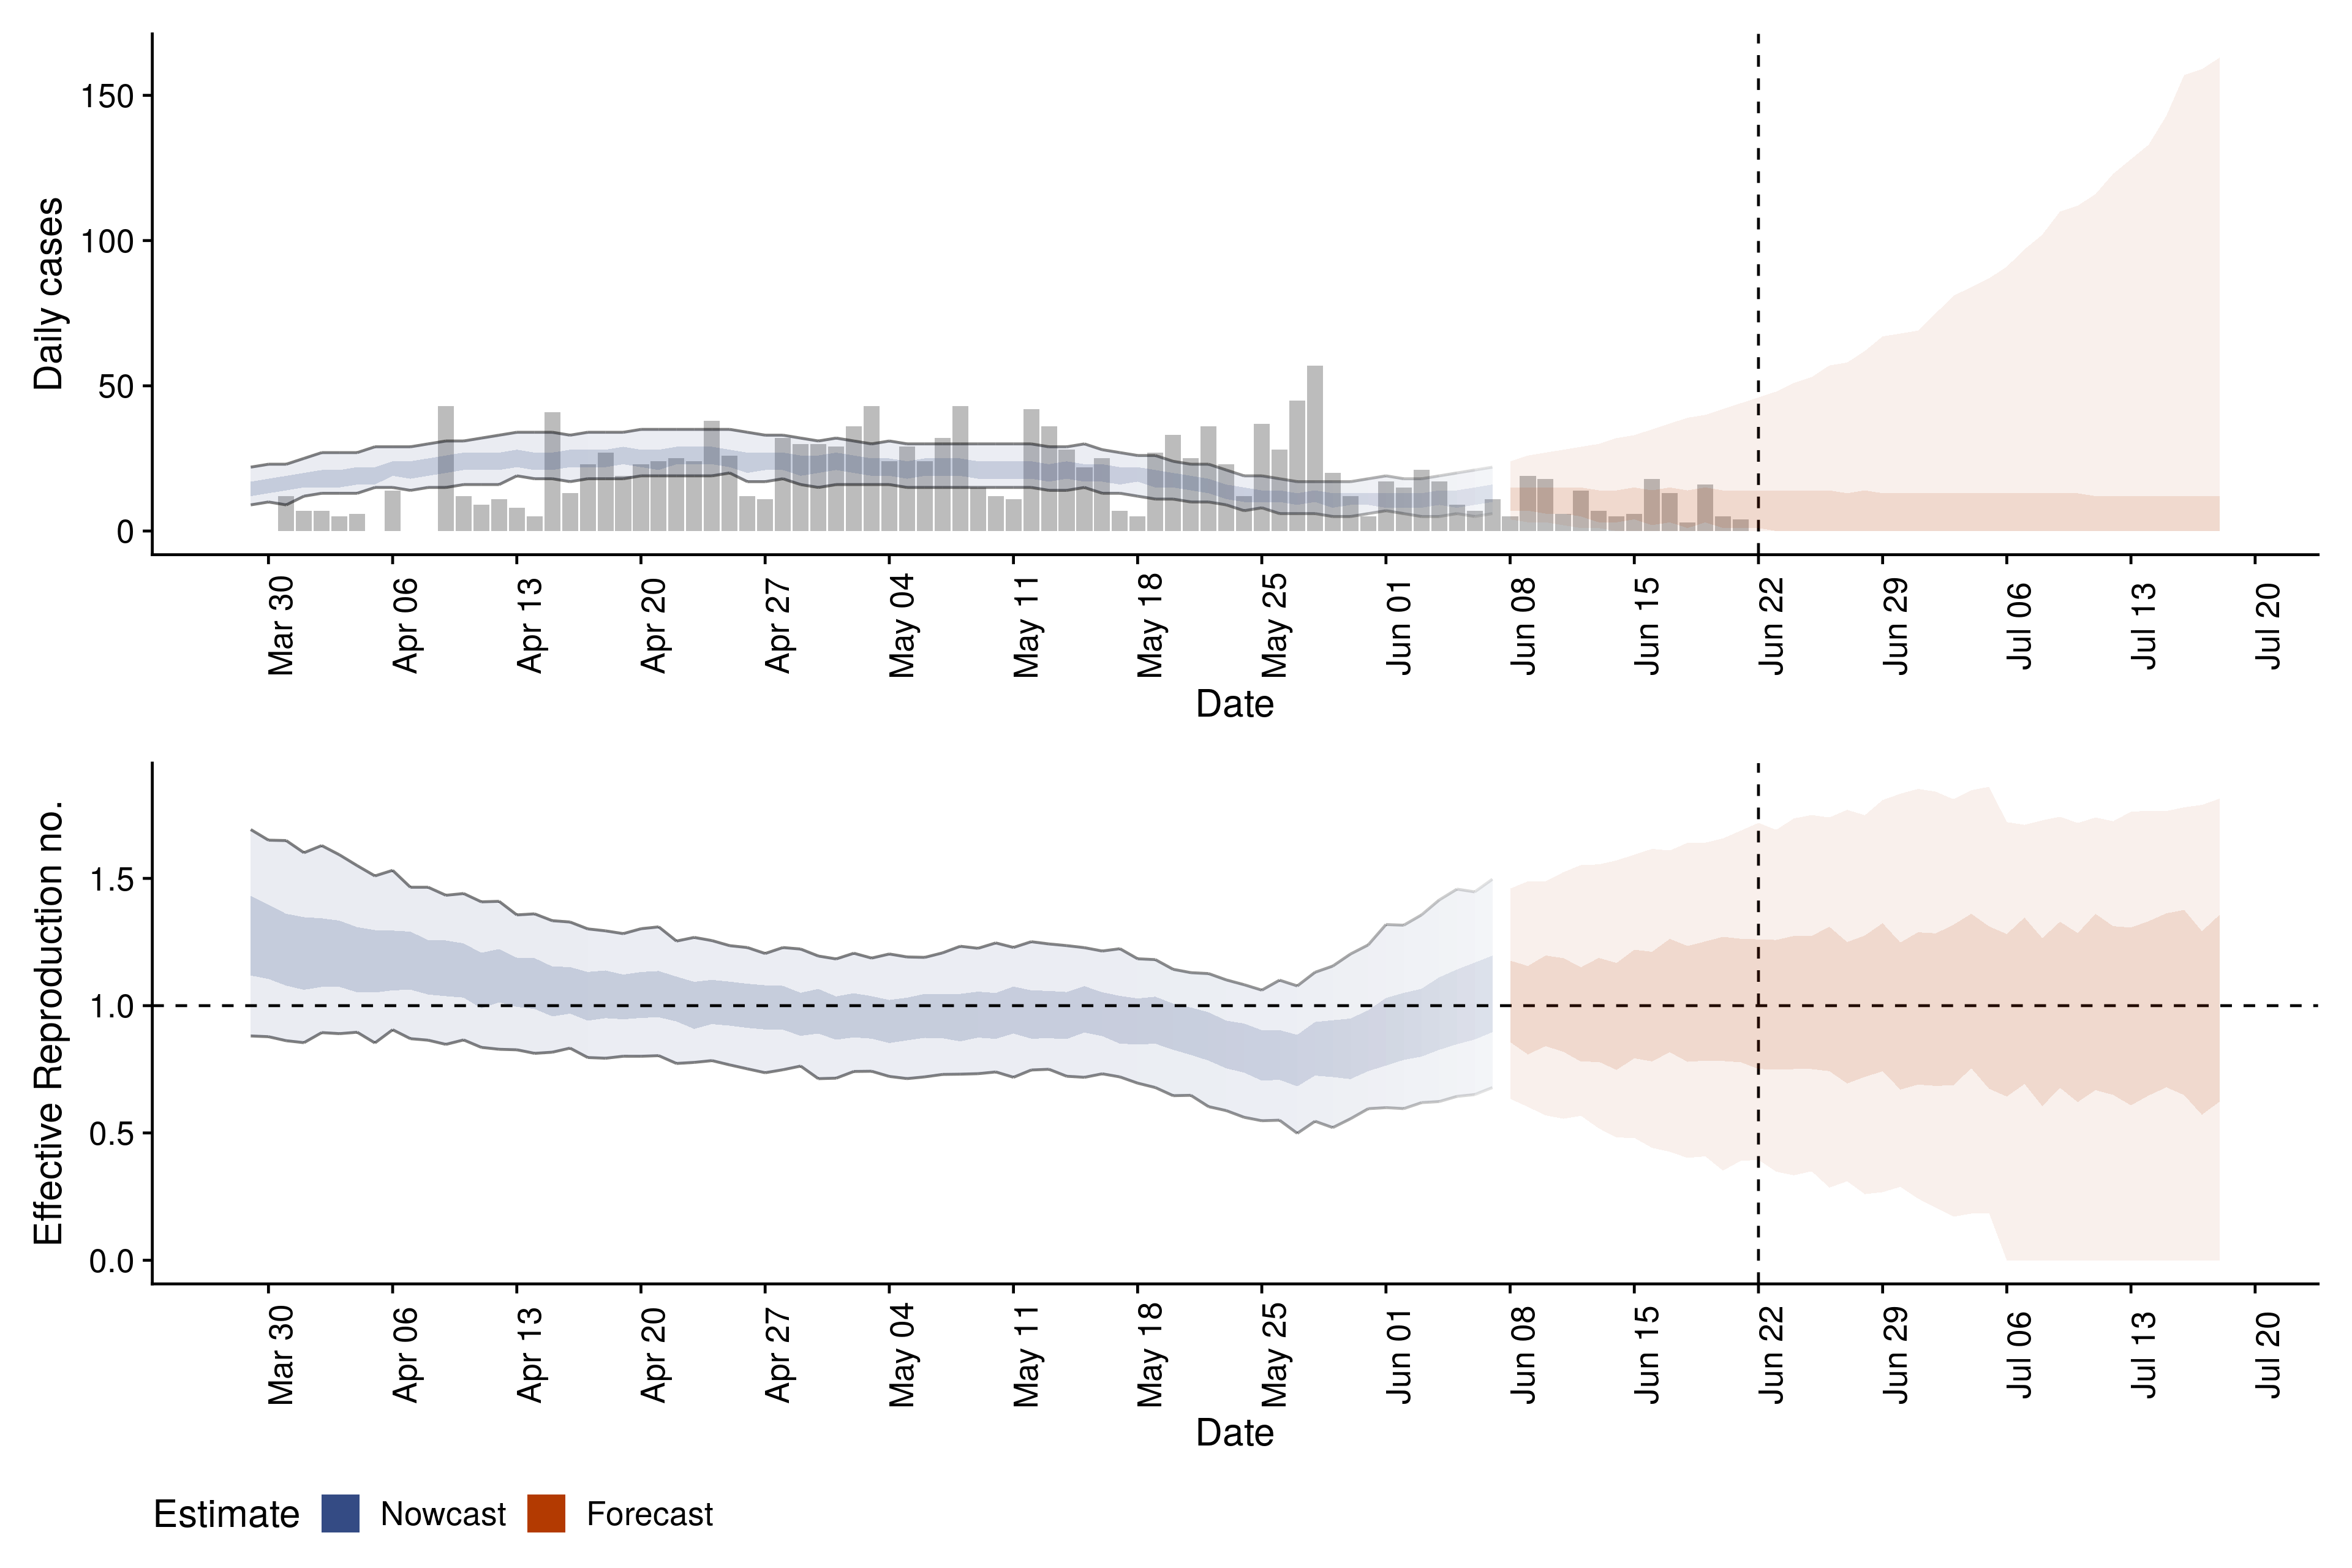 Daily cases
150
100
50
0
Mar 30 Apr 06 Apr 13 Apr 20 Apr 27 May 04 May 11 May 18 May 25 Jun 01 Jun 08 Jun 15 Jun 22 Jun 29 Jul 06 Jul 13 Jul 20
Date
Effective Reproduction no.
1.5
1.0
0.5
0.0
Mar 30 Apr 06 Apr 13 Apr 20 Apr 27 May 04 May 11 May 18 May 25 Jun 01 Jun 08 Jun 15 Jun 22 Jun 29 Jul 06 Jul 13 Jul 20
Date
Estimate Nowcast Forecast